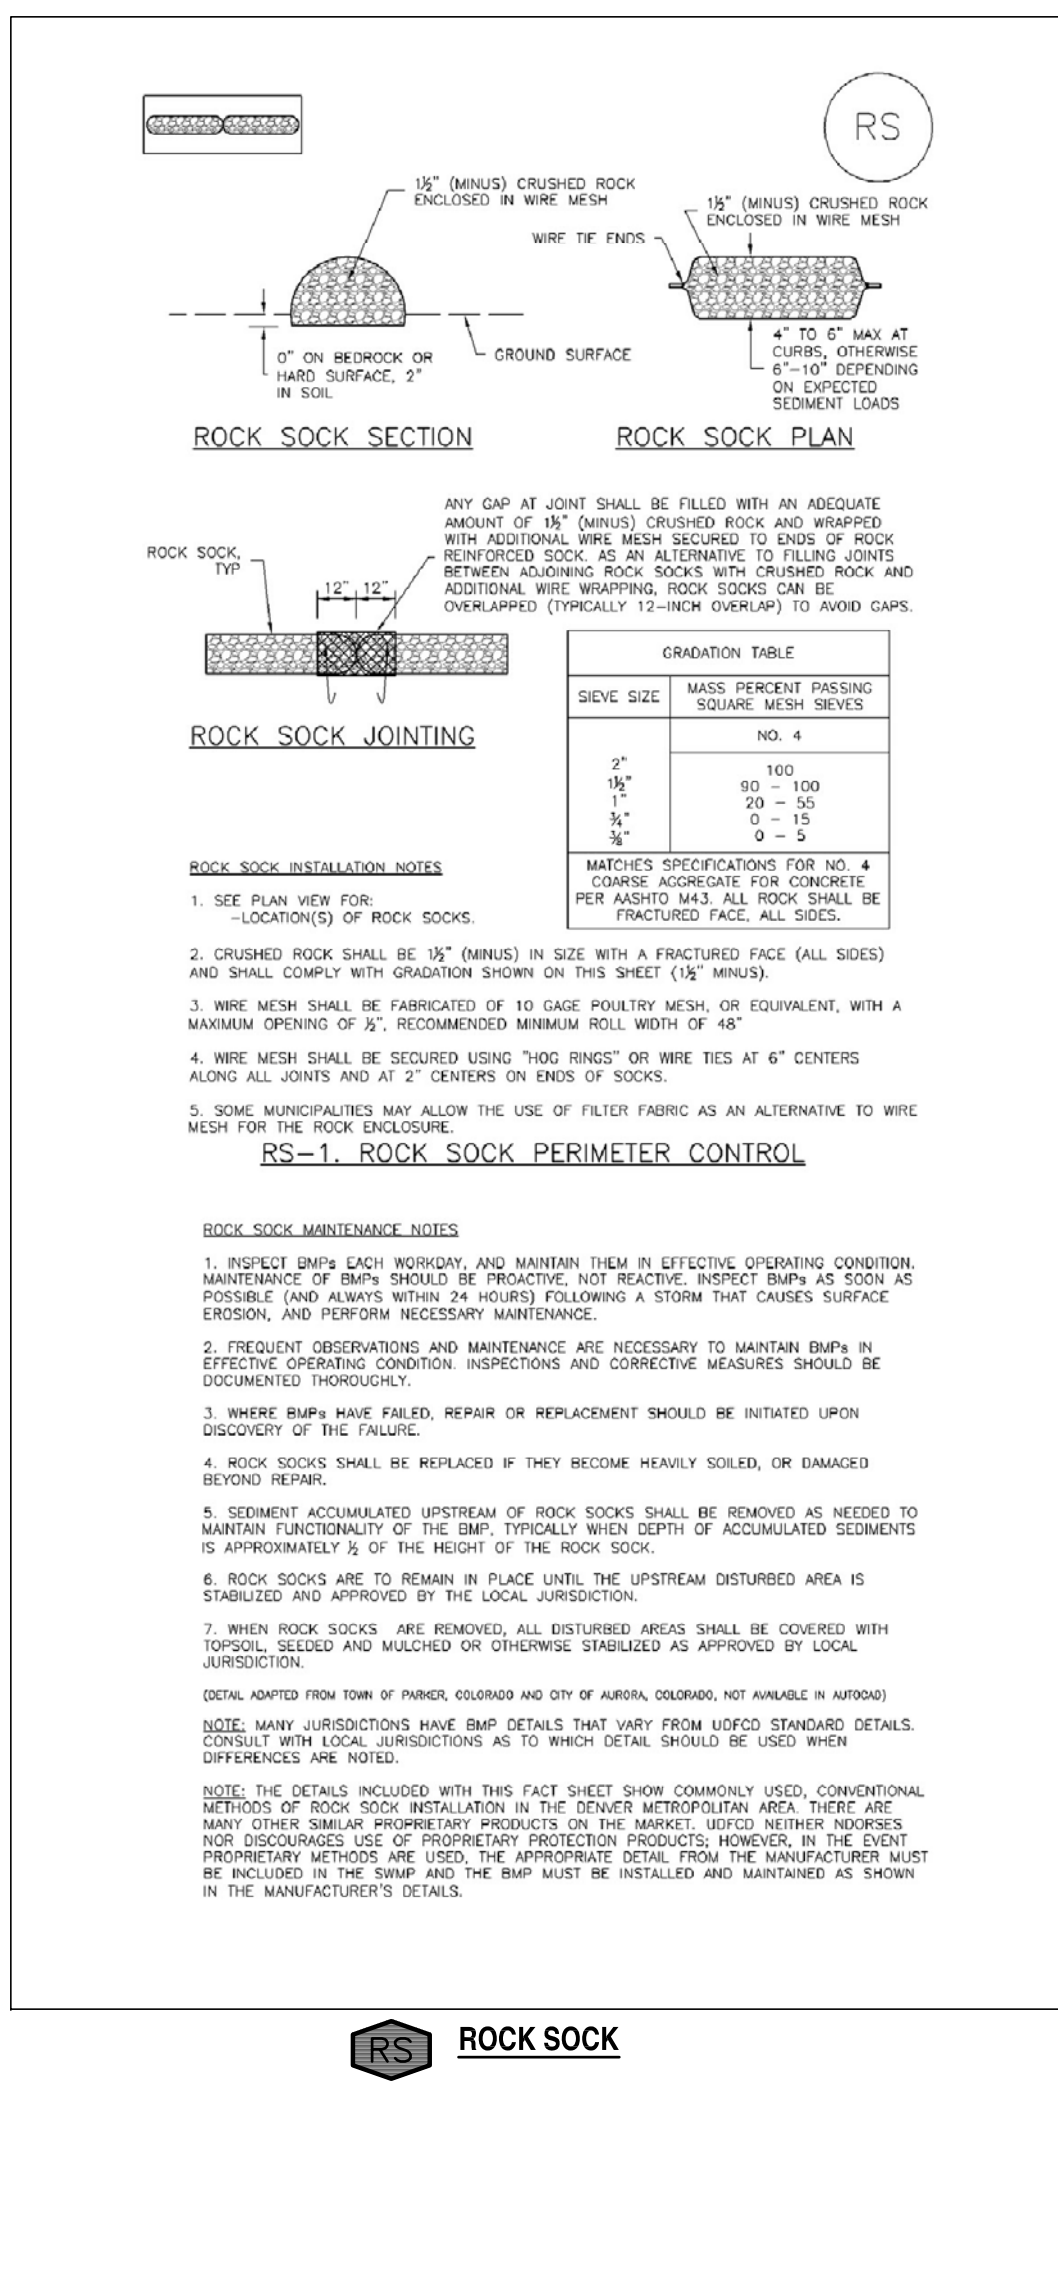 RS
1½" (MINUS) CRUSHED ROCK
ENCLOSED IN WIRE MESH
1½" (MINUS) CRUSHED ROCK
ENCLOSED IN WIRE MESH
WIRE TIE ENDS
GROUND SURFACE
0" ON BEDROCK OR
HARD SURFACE, 2"
IN SOIL
4" TO 6" MAX AT
CURBS, OTHERWISE
6"-10" DEPENDING
ON EXPECTED
SEDIMENT LOADS
ROCK SOCK SECTION
ROCK SOCK PLAN
ANY GAP AT JOINT SHALL BE FILLED WITH AN ADEQUATE
AMOUNT OF 1½" (MINUS) CRUSHED ROCK AND WRAPPED
WITH ADDITIONAL WIRE MESH SECURED TO ENDS OF ROCK
REINFORCED SOCK. AS AN ALTERNATIVE TO FILLING JOINTS
BETWEEN ADJOINING ROCK SOCKS WITH CRUSHED ROCK AND
ADDITIONAL WIRE WRAPPING, ROCK SOCKS CAN BE
OVERLAPPED (TYPICALLY 12-INCH OVERLAP) TO AVOID GAPS.
ROCK SOCK,
TYP
12" 12"
ROCK SOCK JOINTING
GRADATION TABLE
SIEVE SIZE
MASS PERCENT PASSING
SQUARE MESH SIEVES
NO. 4
2" 100
1½" 90 - 100
1" 20 - 55
¾" 0 - 15
⅜" 0 - 5
MATCHES SPECIFICATIONS FOR NO. 4
COARSE AGGREGATE FOR CONCRETE
PER AASHTO M43. ALL ROCK SHALL BE
FRACTURED FACE, ALL SIDES.
ROCK SOCK INSTALLATION NOTES
1. SEE PLAN VIEW FOR:
-LOCATION(S) OF ROCK SOCKS.
2. CRUSHED ROCK SHALL BE 1½" (MINUS) IN SIZE WITH A FRACTURED FACE (ALL SIDES)
AND SHALL COMPLY WITH GRADATION SHOWN ON THIS SHEET (1½" MINUS).
3. WIRE MESH SHALL BE FABRICATED OF 10 GAGE POULTRY MESH, OR EQUIVALENT, WITH A
MAXIMUM OPENING OF ½", RECOMMENDED MINIMUM ROLL WIDTH OF 48"
4. WIRE MESH SHALL BE SECURED USING "HOG RINGS" OR WIRE TIES AT 6" CENTERS
ALONG ALL JOINTS AND AT 2" CENTERS ON ENDS OF SOCKS.
5. SOME MUNICIPALITIES MAY ALLOW THE USE OF FILTER FABRIC AS AN ALTERNATIVE TO WIRE
MESH FOR THE ROCK ENCLOSURE.
RS-1. ROCK SOCK PERIMETER CONTROL
ROCK SOCK MAINTENANCE NOTES
1. INSPECT BMPs EACH WORKDAY, AND MAINTAIN THEM IN EFFECTIVE OPERATING CONDITION.
MAINTENANCE OF BMPs SHOULD BE PROACTIVE, NOT REACTIVE. INSPECT BMPs AS SOON AS
POSSIBLE (AND ALWAYS WITHIN 24 HOURS) FOLLOWING A STORM THAT CAUSES SURFACE
EROSION, AND PERFORM NECESSARY MAINTENANCE.
2. FREQUENT OBSERVATIONS AND MAINTENANCE ARE NECESSARY TO MAINTAIN BMPs IN
EFFECTIVE OPERATING CONDITION. INSPECTIONS AND CORRECTIVE MEASURES SHOULD BE
DOCUMENTED THOROUGHLY.
3. WHERE BMPs HAVE FAILED, REPAIR OR REPLACEMENT SHOULD BE INITIATED UPON
DISCOVERY OF THE FAILURE.
4. ROCK SOCKS SHALL BE REPLACED IF THEY BECOME HEAVILY SOILED, OR DAMAGED
BEYOND REPAIR.
5. SEDIMENT ACCUMULATED UPSTREAM OF ROCK SOCKS SHALL BE REMOVED AS NEEDED TO
MAINTAIN FUNCTIONALITY OF THE BMP, TYPICALLY WHEN DEPTH OF ACCUMULATED SEDIMENTS
IS APPROXIMATELY ½ OF THE HEIGHT OF THE ROCK SOCK.
6. ROCK SOCKS ARE TO REMAIN IN PLACE UNTIL THE UPSTREAM DISTURBED AREA IS
STABILIZED AND APPROVED BY THE LOCAL JURISDICTION.
7. WHEN ROCK SOCKS ARE REMOVED, ALL DISTURBED AREAS SHALL BE COVERED WITH
TOPSOIL, SEEDED AND MULCHED OR OTHERWISE STABILIZED AS APPROVED BY LOCAL
JURISDICTION.
(DETAIL ADAPTED FROM TOWN OF PARKER, COLORADO AND CITY OF AURORA, COLORADO, NOT AVAILABLE IN AUTOCAD)
NOTE: MANY JURISDICTIONS HAVE BMP DETAILS THAT VARY FROM UDFCD STANDARD DETAILS.
CONSULT WITH LOCAL JURISDICTIONS AS TO WHICH DETAIL SHOULD BE USED WHEN
DIFFERENCES ARE NOTED.
NOTE: THE DETAILS INCLUDED WITH THIS FACT SHEET SHOW COMMONLY USED, CONVENTIONAL
METHODS OF ROCK SOCK INSTALLATION IN THE DENVER METROPOLITAN AREA. THERE ARE
MANY OTHER SIMILAR PROPRIETARY PRODUCTS ON THE MARKET. UDFCD NEITHER NDORSES
NOR DISCOURAGES USE OF PROPRIETARY PROTECTION PRODUCTS; HOWEVER, IN THE EVENT
PROPRIETARY METHODS ARE USED, THE APPROPRIATE DETAIL FROM THE MANUFACTURER MUST
BE INCLUDED IN THE SWMP AND THE BMP MUST BE INSTALLED AND MAINTAINED AS SHOWN
IN THE MANUFACTURER'S DETAILS.
RS ROCK SOCK